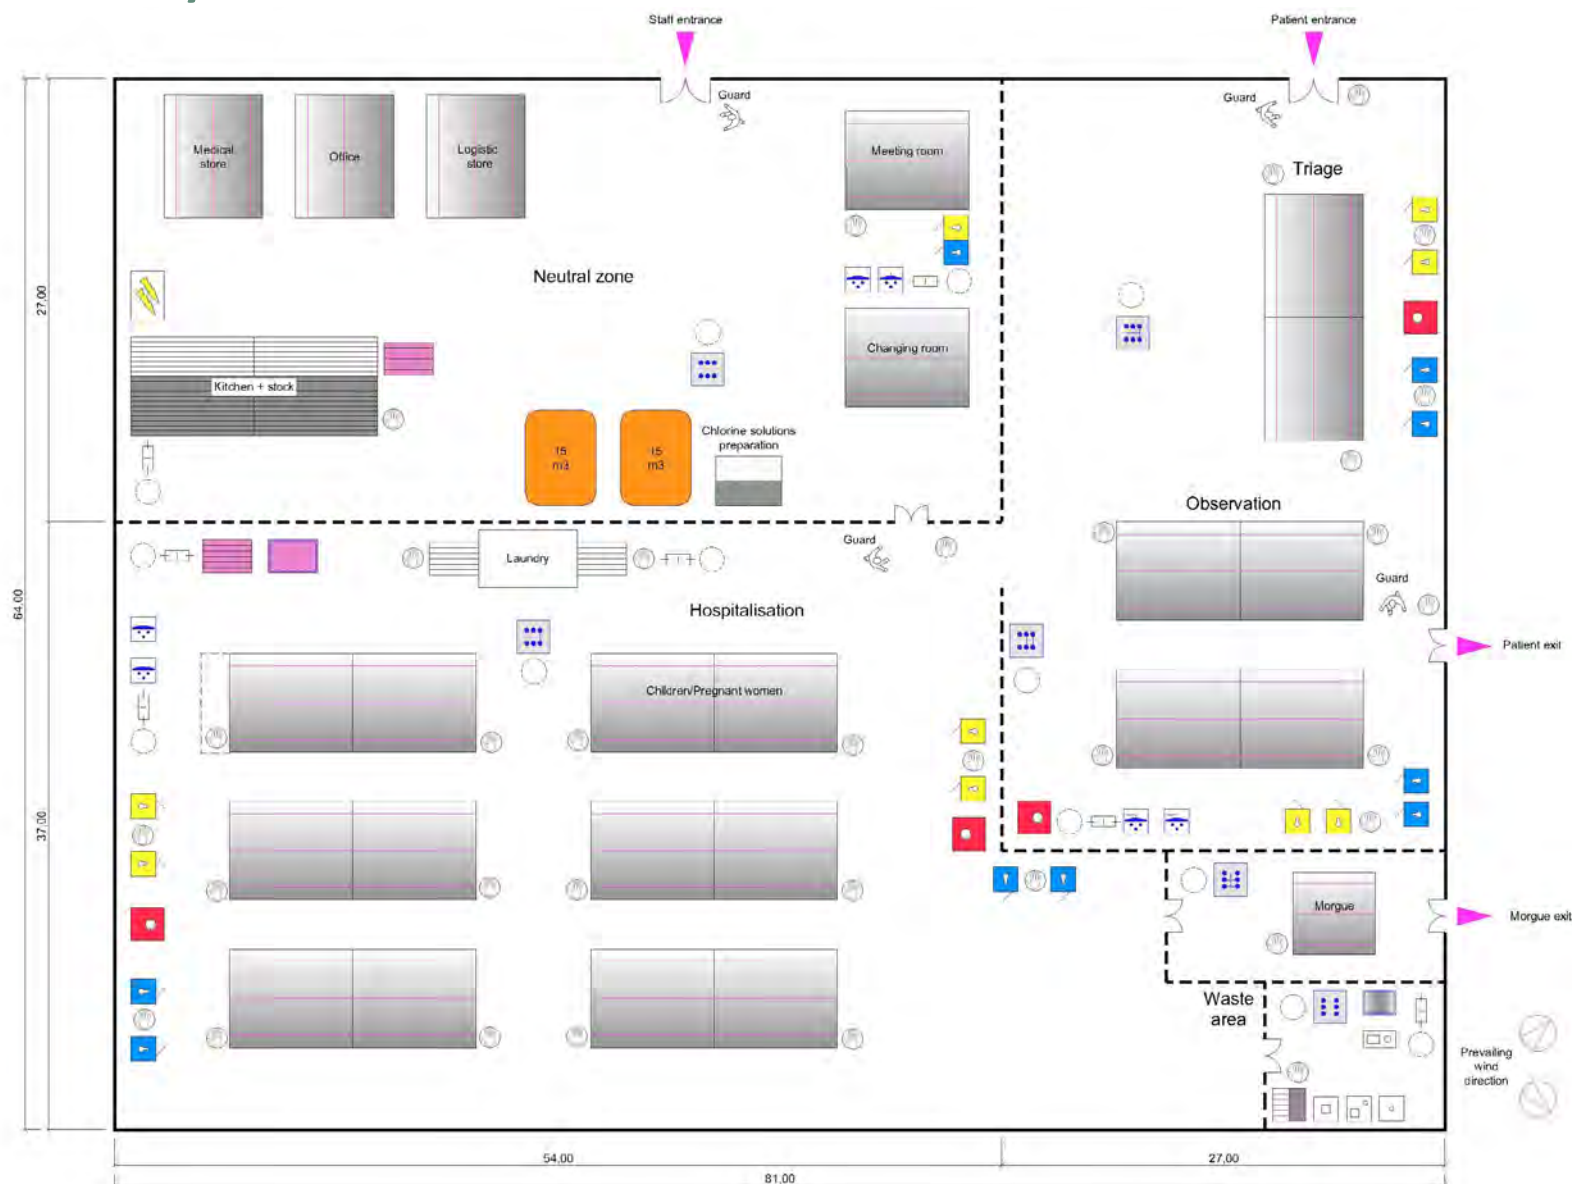 Staff entrance
Patient entrance
Guard
Guard
Medical
store
Office
Logistic
store
Meeting room
Triage
Neutral zone
27,00
Changing room
Kitchen + stock
Chlorine solutions
preparation
15
m3
15
m3
Observation
Laundry
Guard
Guard
64,00
Hospitalisation
Patient exit
Children/Pregnant women
37,00
Morgue
Morgue exit
Waste
area
Prevailing
wind
direction
54,00
27,00
81,00